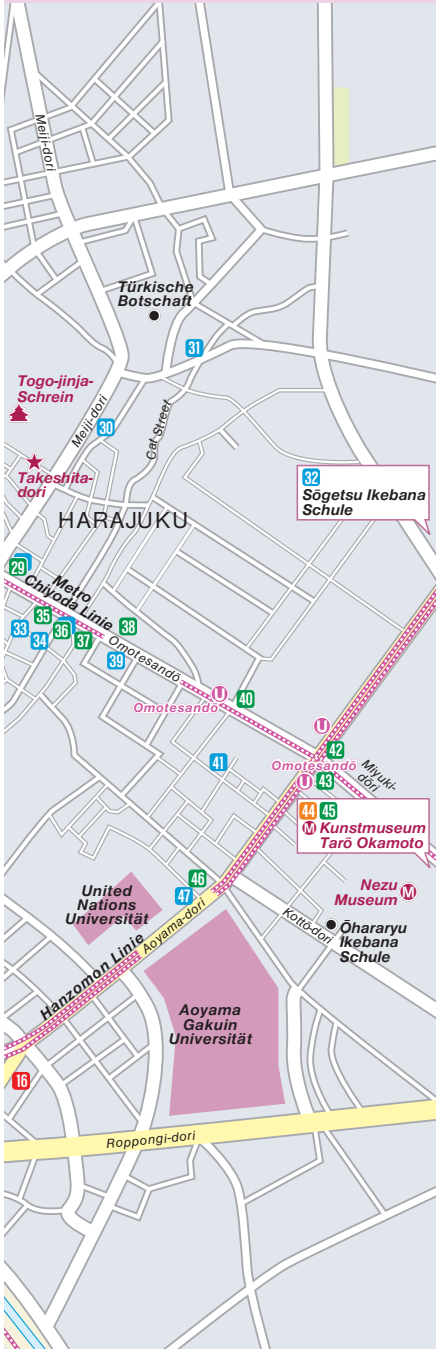 Meiji-dori
Türkische
Botschaft
31
Togo-jinja-
Schrein
Meiji-dori
30
Cat Street
Takeshita-
dori
HARAJUKU
32
Sōgetsu Ikebana
Schule
29
Metro
Chiyoda Linie
35
33
34
36
37
38
Omotesandō
39
U
40
Omotesandō
U
42
Miyuki-
dōri
41
Omotesandō
U
43
44 45
M Kunstmuseum
Tarō Okamoto
46
47
United
Nations
Universität
Nezu
Museum M
Aoyama-dori
Kotto-dori
Ōhararyu
Ikebana
Schule
Hanzomon Linie
Aoyama
Gakuin
Universität
16
Roppongi-dori